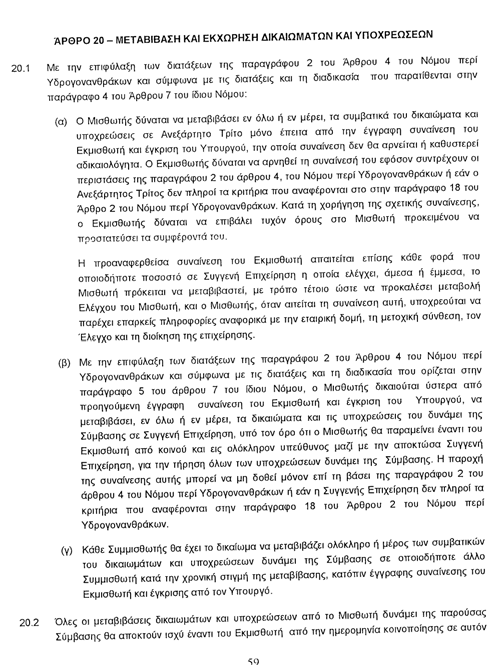 ΆΡΘΡΟ 20 – ΜΕΤΑΒΙΒΑΣΗ ΚΑΙ ΕΚΧΩΡΗΣΗ ΔΙΚΑΙΩΜΑΤΩΝ ΚΑΙ ΥΠΟΧΡΕΩΣΕΩΝ
20.1 Με την επιφύλαξη των διατάξεων της παραγράφου 2 του Άρθρου 4 του Νόμου περί
Υδρογονανθράκων και σύμφωνα με τις διατάξεις και τη διαδικασία που παρατίθενται στην
παράγραφο 4 του Άρθρου 7 του ίδιου Νόμου:
(α) Ο Μισθωτής δύναται να μεταβιβάσει εν όλω ή εν μέρει, τα συμβατικά του δικαιώματα και
υποχρεώσεις σε Ανεξάρτητο Τρίτο μόνο έπειτα από την έγγραφη συναίνεση του
Εκμισθωτή και έγκριση του Υπουργού, την οποία συναίνεση δεν θα αρνείται ή καθυστερεί
αδικαιολόγητα. Ο Εκμισθωτής δύναται να αρνηθεί τη συναίνεσή του εφόσον συντρέχουν οι
περιστάσεις της παραγράφου 2 του άρθρου 4, του Νόμου περί Υδρογονανθράκων ή εάν ο
Ανεξάρτητος Τρίτος δεν πληροί τα κριτήρια που αναφέρονται στο στην παράγραφο 18 του
Άρθρο 2 του Νόμου περί Υδρογονανθράκων. Κατά τη χορήγηση της σχετικής συναίνεσης,
ο Εκμισθωτής δύναται να επιβάλει τυχόν όρους στο Μισθωτή προκειμένου να
προστατεύσει τα συμφέροντά του.
Η προαναφερθείσα συναίνεση του Εκμισθωτή απαιτείται επίσης κάθε φορά που
οποιοδήποτε ποσοστό σε Συγγενή Επιχείρηση η οποία ελέγχει, άμεσα ή έμμεσα, το
Μισθωτή πρόκειται να μεταβιβαστεί, με τρόπο τέτοιο ώστε να προκαλέσει μεταβολή
Ελέγχου του Μισθωτή, και ο Μισθωτής, όταν αιτείται τη συναίνεση αυτή, υποχρεούται να
παρέχει επαρκείς πληροφορίες αναφορικά με την εταιρική δομή, τη μετοχική σύνθεση, τον
Έλεγχο και τη διοίκηση της επιχείρησης.
(β) Με την επιφύλαξη των διατάξεων της παραγράφου 2 του Άρθρου 4 του Νόμου περί
Υδρογονανθράκων και σύμφωνα με τις διατάξεις και τη διαδικασία που ορίζεται στην
παράγραφο 5 του άρθρου 7 του ίδιου Νόμου, ο Μισθωτής δικαιούται ύστερα από
προηγούμενη έγγραφη συναίνεση του Εκμισθωτή και έγκριση του Υπουργού, να
μεταβιβάσει, εν όλω ή εν μέρει, τα δικαιώματα και τις υποχρεώσεις του δυνάμει της
Σύμβασης σε Συγγενή Επιχείρηση, υπό τον όρο ότι ο Μισθωτής θα παραμείνει έναντι του
Εκμισθωτή από κοινού και εις ολόκληρον υπεύθυνος μαζί με την αποκτώσα Συγγενή
Επιχείρηση, για την τήρηση όλων των υποχρεώσεων δυνάμει της Σύμβασης. Η παροχή
της συναίνεσης αυτής μπορεί να μη δοθεί μόνον επί τη βάσει της παραγράφου 2 του
άρθρου 4 του Νόμου περί Υδρογονανθράκων ή εάν η Συγγενής Επιχείρηση δεν πληροί τα
κριτήρια που αναφέρονται στην παράγραφο 18 του Άρθρου 2 του Νόμου περί
Υδρογονανθράκων.
(γ) Κάθε Συμμισθωτής θα έχει το δικαίωμα να μεταβιβάζει ολόκληρο ή μέρος των συμβατικών
του δικαιωμάτων και υποχρεώσεων δυνάμει της Σύμβασης σε οποιοδήποτε άλλο
Συμμισθωτή κατά την χρονική στιγμή της μεταβίβασης, κατόπιν έγγραφης συναίνεσης του
Εκμισθωτή και έγκρισης από τον Υπουργό.
20.2 Όλες οι μεταβιβάσεις δικαιωμάτων και υποχρεώσεων από το Μισθωτή δυνάμει της παρούσας
Σύμβασης θα αποκτούν ισχύ έναντι του Εκμισθωτή από την ημερομηνία κοινοποίησης σε αυτόν
59